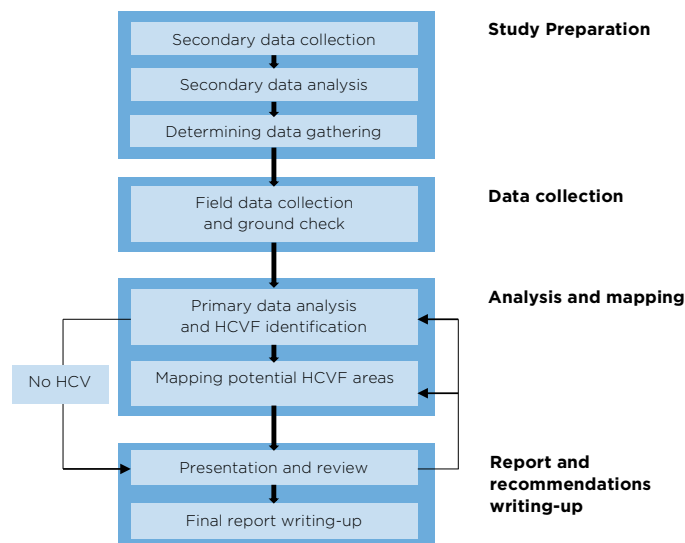 Secondary data collection
Study Preparation
Secondary data analysis
Determining data gathering
Field data collection
and ground check
Data collection
Primary data analysis
and HCVF identification
Analysis and mapping
No HCV
Mapping potential HCVF areas
Presentation and review
Report and
recommendations
writing-up
Final report writing-up